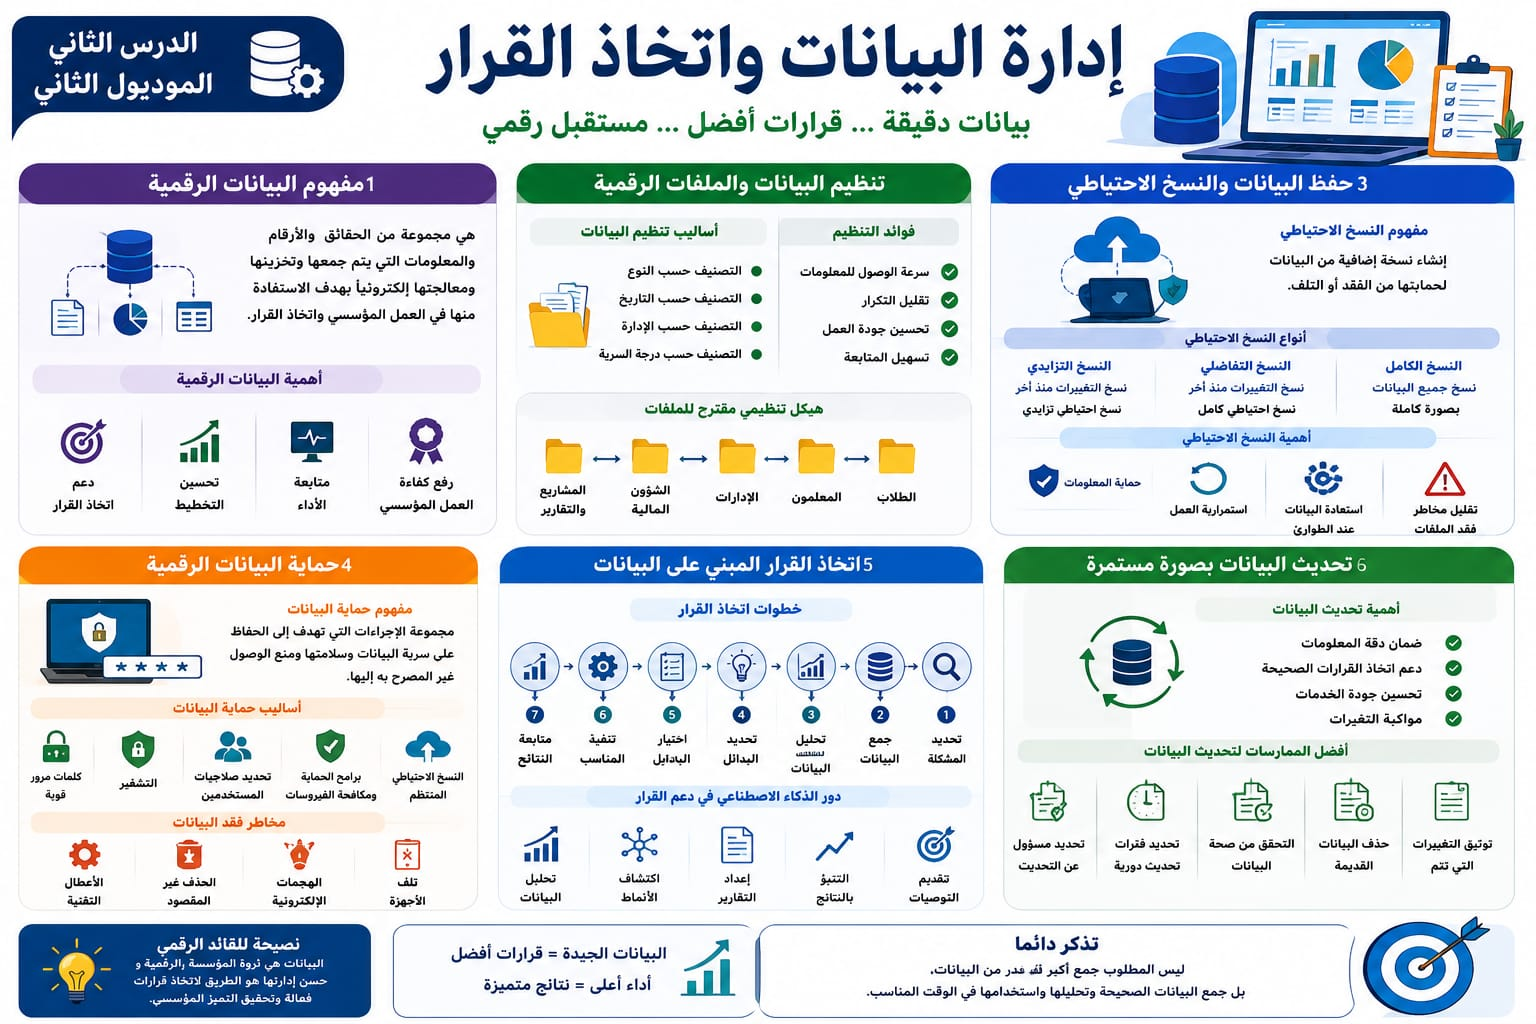 إدارة البيانات واتخاذ القرار
بيانات دقيقة ... قرارات أفضل ... مستقبل رقمي
الدرس الثاني
الموديول الثاني
1مفهوم البيانات الرقمية
هي مجموعة من الحقائق والأرقام
والمعلومات التي يتم جمعها وتخزينها
ومعالجتها إلكترونياً بهدف الاستفادة
منها في العمل المؤسسي واتخاذ القرار.
أهمية البيانات الرقمية
رفع كفاءة
العمل المؤسسي
متابعة
الأداء
تحسين
التخطيط
دعم
اتخاذ القرار
تنظيم البيانات والملفات الرقمية
فوائد التنظيم
سرعة الوصول للمعلومات
تقليل التكرار
تحسين جودة العمل
تسهيل المتابعة
أساليب تنظيم البيانات
التصنيف حسب النوع
التصنيف حسب التاريخ
التصنيف حسب الإدارة
التصنيف حسب درجة السرية
هيكل تنظيمي مقترح للملفات
الطلاب
المعلمون
الإدارات
الشؤون
المالية
المشاريع
والتقارير
3 حفظ البيانات والنسخ الاحتياطي
مفهوم النسخ الاحتياطي
إنشاء نسخة إضافية من البيانات
لحمايتها من الفقد أو التلف.
أنواع النسخ الاحتياطي
النسخ الكامل
نسخ جميع البيانات
بصورة كاملة
النسخ التفاضلي
نسخ التغييرات منذ أخر
نسخ احتياطي كامل
النسخ التزايدي
نسخ التغييرات منذ أخر
نسخ احتياطي تزايدي
أهمية النسخ الاحتياطي
تقليل مخاطر
فقد الملفات
استعادة البيانات
عند الطوارئ
استمرارية العمل
حماية المعلومات
4حماية البيانات الرقمية
مفهوم حماية البيانات
مجموعة الإجراءات التي تهدف إلى الحفاظ
على سرية البيانات وسلامتها ومنع الوصول
غير المصرح به إليها.
* * * *
أساليب حماية البيانات
النسخ الاحتياطي
المنتظم
برامج الحماية
ومكافحة الفيروسات
تحديد صلاحيات
المستخدمين
التشفير
كلمات مرور
قوية
مخاطر فقد البيانات
تلف
الأجهزة
الهجمات
الإلكترونية
الحذف غير
المقصود
الأعطال
التقنية
5اتخاذ القرار المبني على البيانات
خطوات اتخاذ القرار
1
تحديد
المشكلة
2
جمع
البيانات
3
تحليل
البيانات
4
تحديد
البدائل
5
اختيار
6
تنفيذ
المناسب
7
متابعة
النتائج
دور الذكاء الاصطناعي في دعم القرار
تقديم
التوصيات
التنبؤ
بالنتائج
إعداد
التقارير
اكتشاف
الأنماط
تحليل
البيانات
6 تحديث البيانات بصورة مستمرة
أهمية تحديث البيانات
ضمان دقة المعلومات
دعم اتخاذ القرارات الصحيحة
تحسين جودة الخدمات
مواكبة التغيرات
أفضل الممارسات لتحديث البيانات
توثيق التغييرات
التي تتم
حذف البيانات
القديمة
التحقق من صحة
البيانات
تحديد فترات
تحديث دورية
تحديد مسؤول
عن التحديث
نصيحة للقائد الرقمي
البيانات هي ثروة المؤسسة الرقمية و
حسن إدارتها هو الطريق لاتخاذ قرارات
فعالة وتحقيق التميز المؤسسي.
البيانات الجيدة = قرارات أفضل
أداء أعلى = نتائج متميزة
تذكر دائما
ليس المطلوب جمع أكبر قدر من البيانات،
بل جمع البيانات الصحيحة وتحليلها واستخدامها في الوقت المناسب.